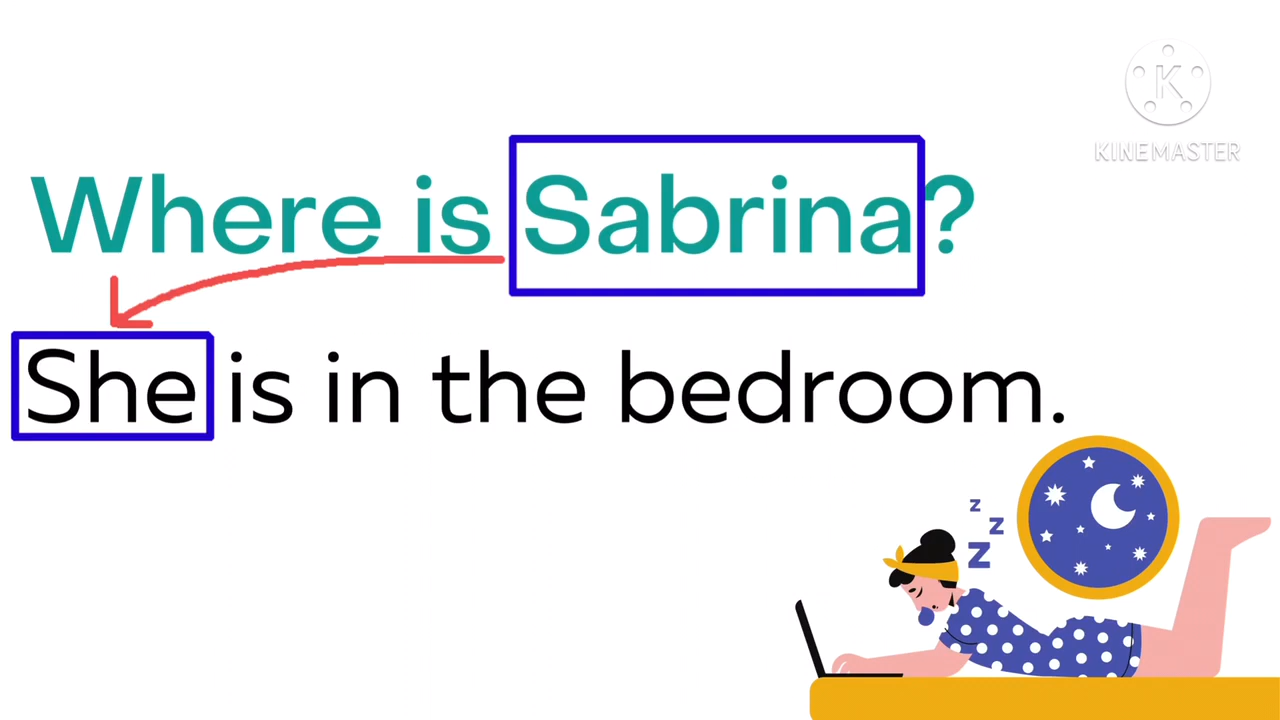 K
KINEMASTER
Where is Sabrina?
She is in the bedroom.
z
z
z